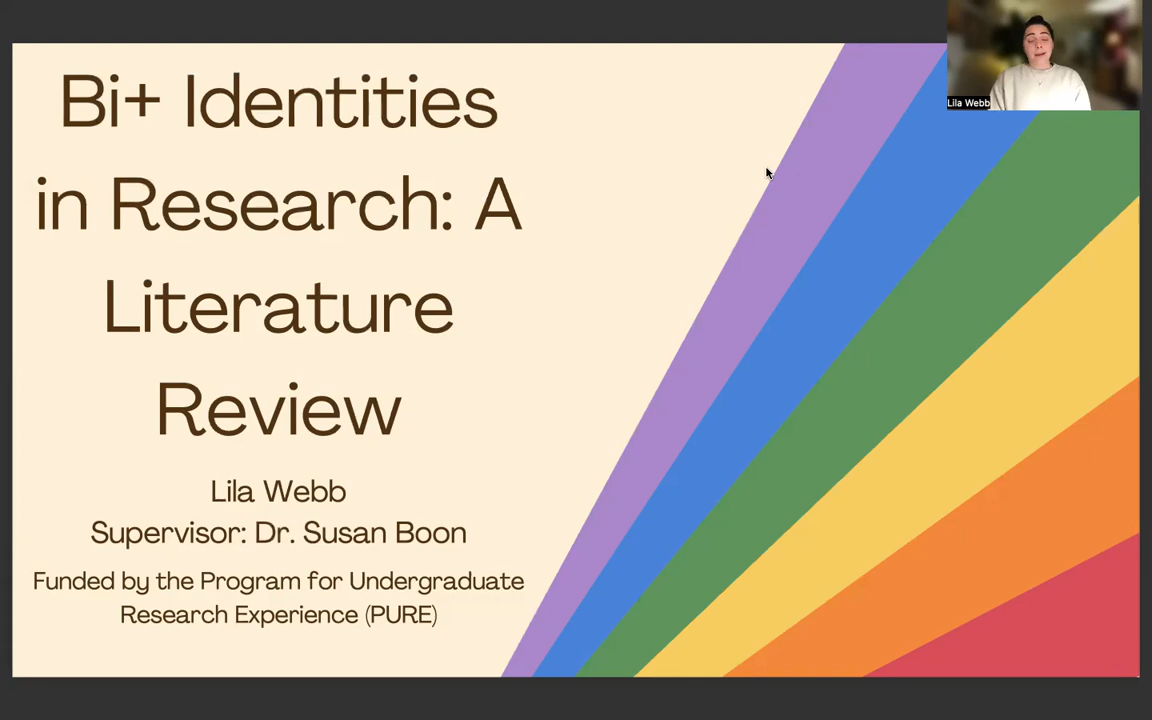 Bi+ Identities
in Research: A
Literature
Review
Lila Webb
Supervisor: Dr. Susan Boon
Funded by the Program for Undergraduate
Research Experience (PURE)
Lila Webb